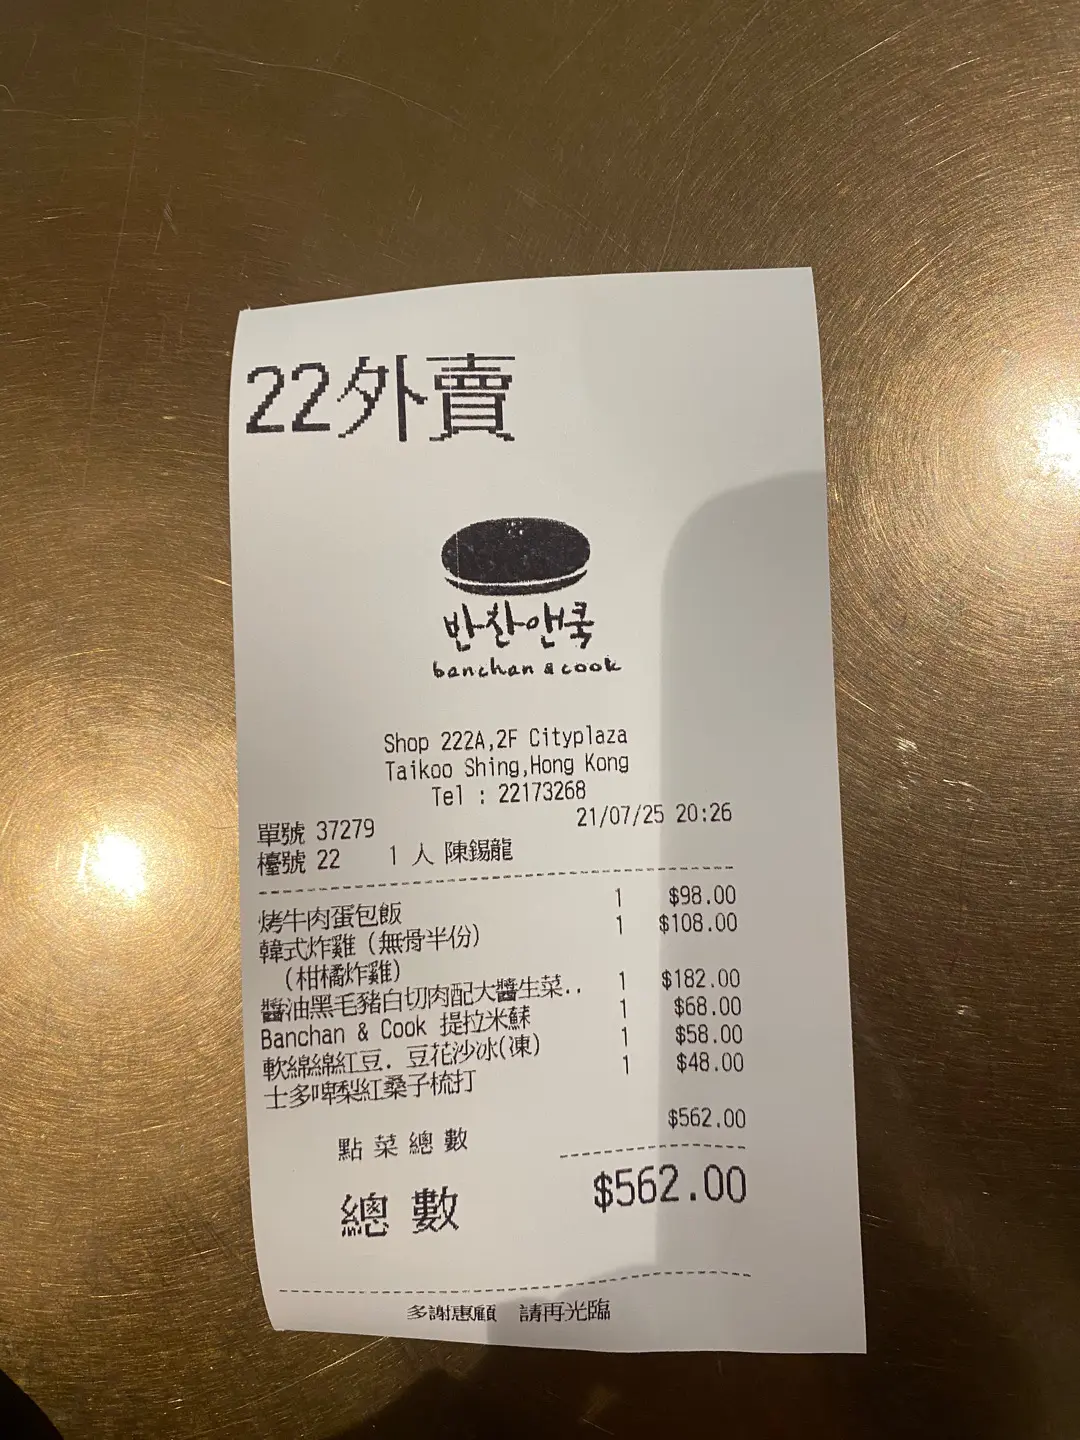 22外賣
반찬앤쿡
banchan & cook
Shop 222A,2F Cityplaza
Taikoo Shing,Hong Kong
Tel : 22173268
單號 37279 21/07/25 20:26
檯號 22 1 人 陳錫龍
烤牛肉蛋包飯 1 $98.00
韓式炸雞 (無骨半份) 1 $108.00
(柑橘炸雞)
醬油黑毛豬白切肉配大醬生菜.. 1 $182.00
Banchan & Cook 提拉米蘇 1 $68.00
軟綿綿紅豆. 豆花沙冰(凍) 1 $58.00
士多啤梨紅桑子梳打 1 $48.00
點菜總數 $562.00
總數 $562.00
多謝惠顧 請再光臨